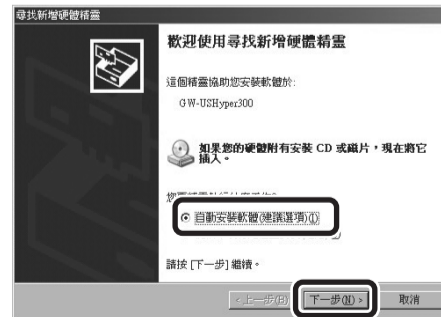 尋找新增硬體精靈
歡迎使用尋找新增硬體精靈
這個精靈協助您安裝軟體於:
GW-USHyper300
如果您的硬體附有安裝 CD 或磁片，現在將它
插入。
自動安裝軟體(建議選項)(I)
請按 [下一步] 繼續。
< 上一步(B) 下一步(N) > 取消